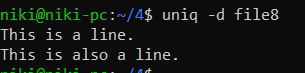 niki@niki-pc:~/4$ uniq -d file8
This is a line.
This is also a line.